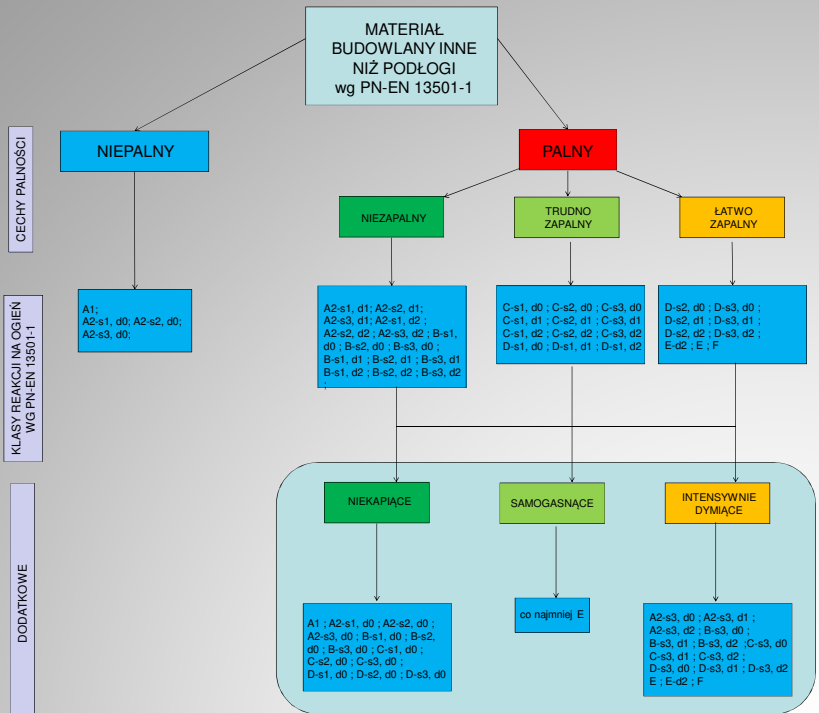 MATERIAŁ
BUDOWLANY INNE
NIŻ PODŁOGI
wg PN-EN 13501-1
CECHY PALNOŚCI
NIEPALNY
PALNY
NIEZAPALNY
TRUDNO
ZAPALNY
ŁATWO
ZAPALNY
KLASY REAKCJI NA OGIEŃ
WG PN-EN 13501-1
A1;
A2-s1, d0; A2-s2, d0;
A2-s3, d0;
A2-s1, d1; A2-s2, d1;
A2-s3, d1; A2-s1, d2 ;
A2-s2, d2 ; A2-s3, d2 ; B-s1,
d0 ; B-s2, d0 ; B-s3, d0 ;
B-s1, d1 ; B-s2, d1 ; B-s3, d1
B-s1, d2 ; B-s2, d2 ; B-s3, d2
;
C-s1, d0 ; C-s2, d0 ; C-s3, d0
C-s1, d1 ; C-s2, d1 ; C-s3, d1
C-s1, d2 ; C-s2, d2 ; C-s3, d2
D-s1, d0 ; D-s1, d1 ; D-s1, d2
D-s2, d0 ; D-s3, d0 ;
D-s2, d1 ; D-s3, d1 ;
D-s2, d2 ; D-s3, d2 ;
E-d2 ; E ; F
DODATKOWE
NIEKAPIĄCE
SAMOGASNĄCE
INTENSYWNIE
DYMIĄCE
A1 ; A2-s1, d0 ; A2-s2, d0 ;
A2-s3, d0 ; B-s1, d0 ; B-s2,
d0 ; B-s3, d0 ; C-s1, d0 ;
C-s2, d0 ; C-s3, d0 ;
D-s1, d0 ; D-s2, d0 ; D-s3, d0
co najmniej E
A2-s3, d0 ; A2-s3, d1 ;
A2-s3, d2 ; B-s3, d0 ;
B-s3, d1 ; B-s3, d2 ;C-s3, d0
C-s3, d1 ; C-s3, d2 ;
D-s3, d0 ; D-s3, d1 ; D-s3, d2
E ; E-d2 ; F